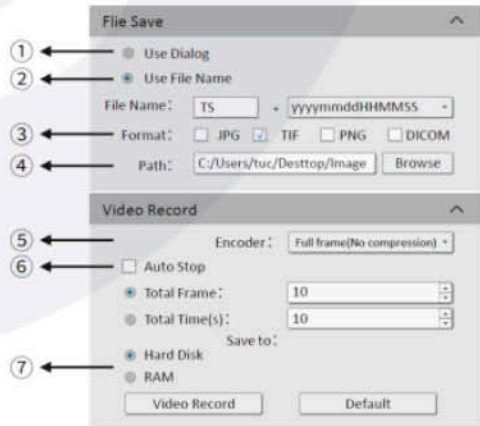 Flie Save
① Use Dialog
② Use File Name
File Name: TS + yyyymmddHHMMSS
③ Format: JPG TIF PNG DICOM
④ Path: C:/Users/tuc/Desttop/Image Browse
Video Record
⑤ Encoder: Full frame(No compression)
⑥ Auto Stop
Total Frame: 10
Total Time(s): 10
Save to:
Hard Disk
⑦
RAM
Video Record Default